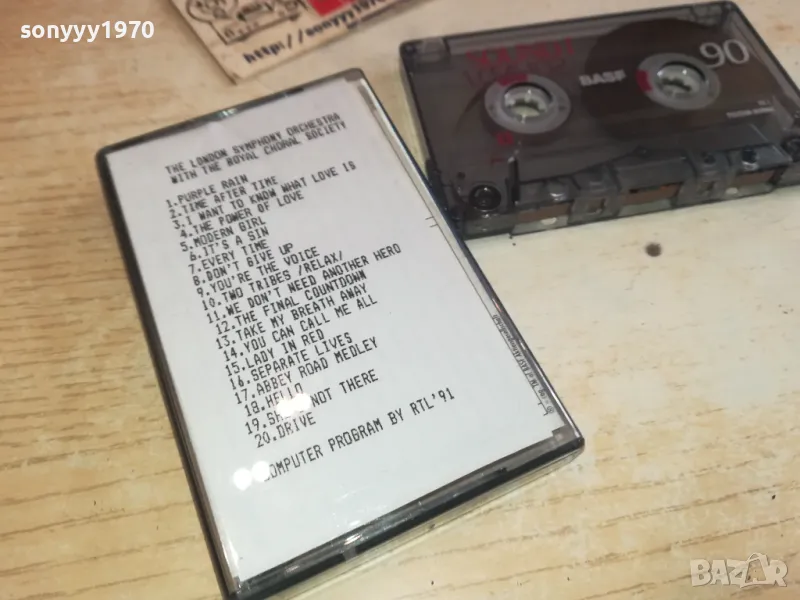 sonyyy1970
http://sonyyy1970
THE LONDON SYMPHONY ORCHESTRA
WITH THE ROYAL CHORAL SOCIETY
1.PURPLE RAIN
2.TIME AFTER TIME
3.I WANT TO KNOW WHAT LOVE IS
4.THE POWER OF LOVE
5.MODERN GIRL
6.IT'S A SIN
7.EVERY TIME
8.DON'T GIVE UP
9.YOU'RE THE VOICE
10.TWO TRIBES /RELAX/
11.WE DON'T NEED ANOTHER HERO
12.THE FINAL COUNTDOWN
13.TAKE MY BREATH AWAY
14.YOU CAN CALL ME ALL
15.LADY IN RED
16.SEPARATE LIVES
17.ABBEY ROAD MEDLEY
18.HELLO
19. NOT THERE
20.DRIVE
COMPUTER PROGRAM BY RTL'91
SOUND I
BASF
90
BAZAR